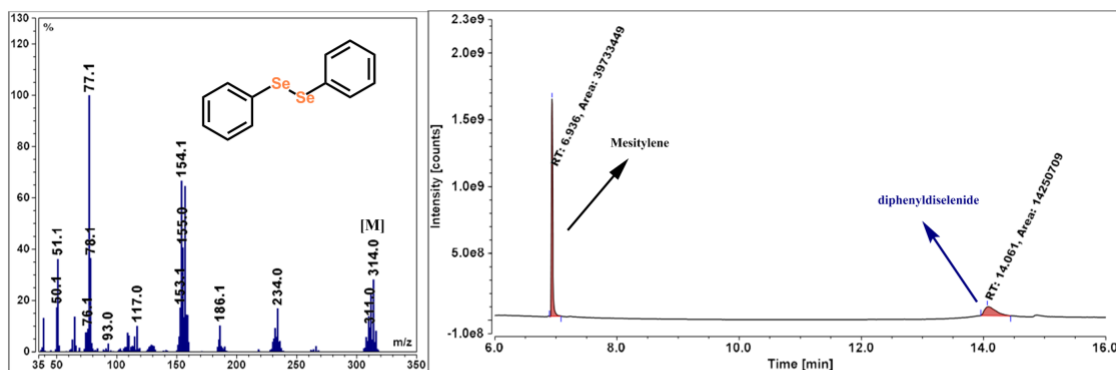 %
130
120
100
80
60
40
20
0
77.1
154.1
155.0
[M]
314.0
51.1
78.1
50.1
153.1
311.0
76.1
93.0
117.0
186.1
234.0
Se
Se
m/z
35
50
100
150
200
250
300
350
2.3e9
2.0e9
1.5e9
1.0e9
5.0e8
-1.0e8
Intensity [counts]
RT: 6.936, Area: 39733449
Mesitylene
diphenyldiselenide
RT: 14.061, Area: 14250709
6.0
8.0
10.0
12.0
14.0
16.0
Time [min]